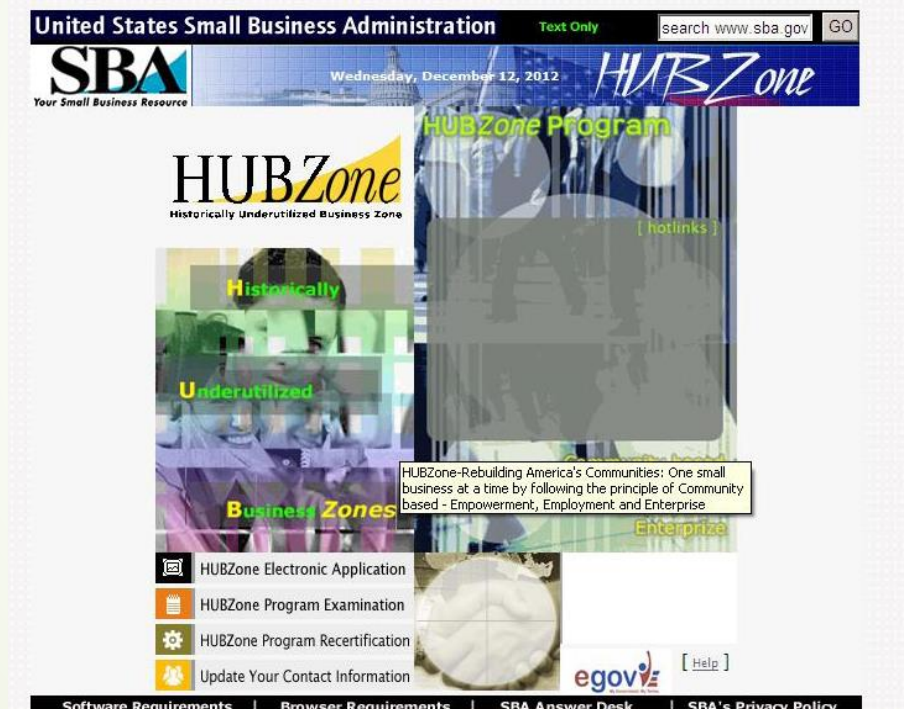 United States Small Business Administration
Text Only
search www.sba.gov
GO
SBA
Your Small Business Resource
Wednesday, December 12, 2012
HUBZone
HUBZone Program
HUBZone
Historically Underutilized Business Zone
[ hotlinks ]
Historically
Underutilized
Business Zones
Community based
HUBZone-Rebuilding America's Communities: One small
business at a time by following the principle of Community
based - Empowerment, Employment and Enterprise
Enterprize
HUBZone Electronic Application
HUBZone Program Examination
HUBZone Program Recertification
Update Your Contact Information
egov
[ Help ]
Software Requirements | Browser Requirements | SBA Answer Desk | SBA's Privacy Policy